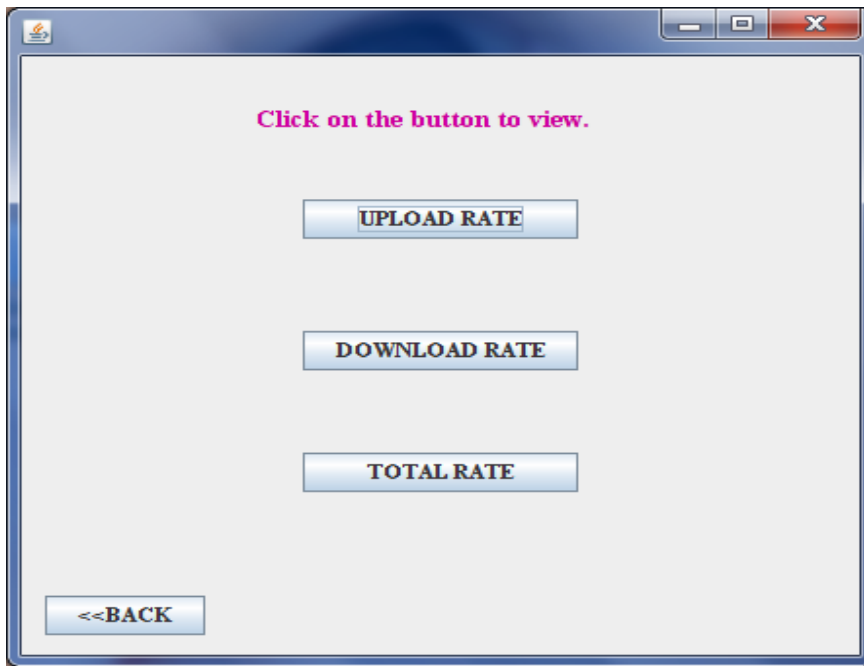 Click on the button to view.
UPLOAD RATE
DOWNLOAD RATE
TOTAL RATE
<<BACK